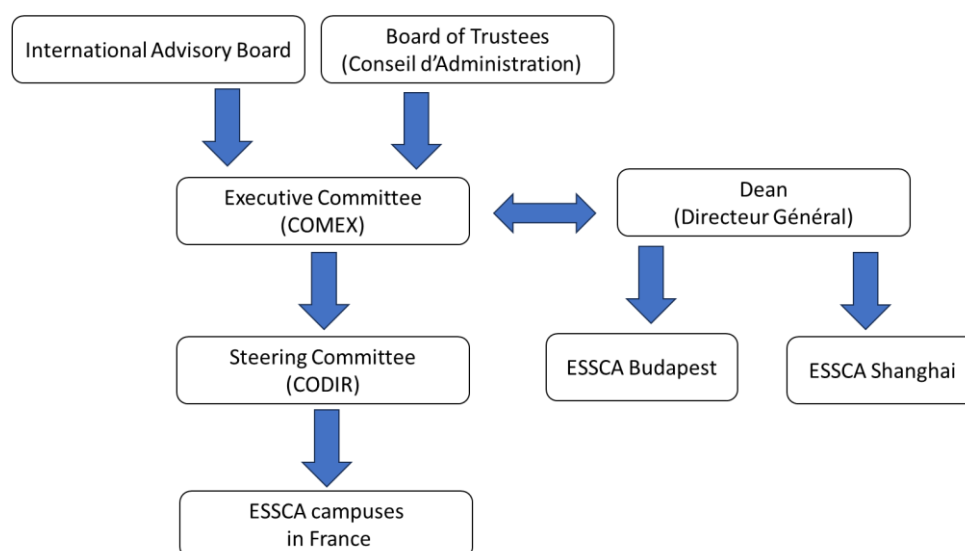 International Advisory Board
Board of Trustees
(Conseil d’Administration)
Executive Committee
(COMEX)
Dean
(Directeur Général)
Steering Committee
(CODIR)
ESSCA Budapest
ESSCA Shanghai
ESSCA campuses
in France